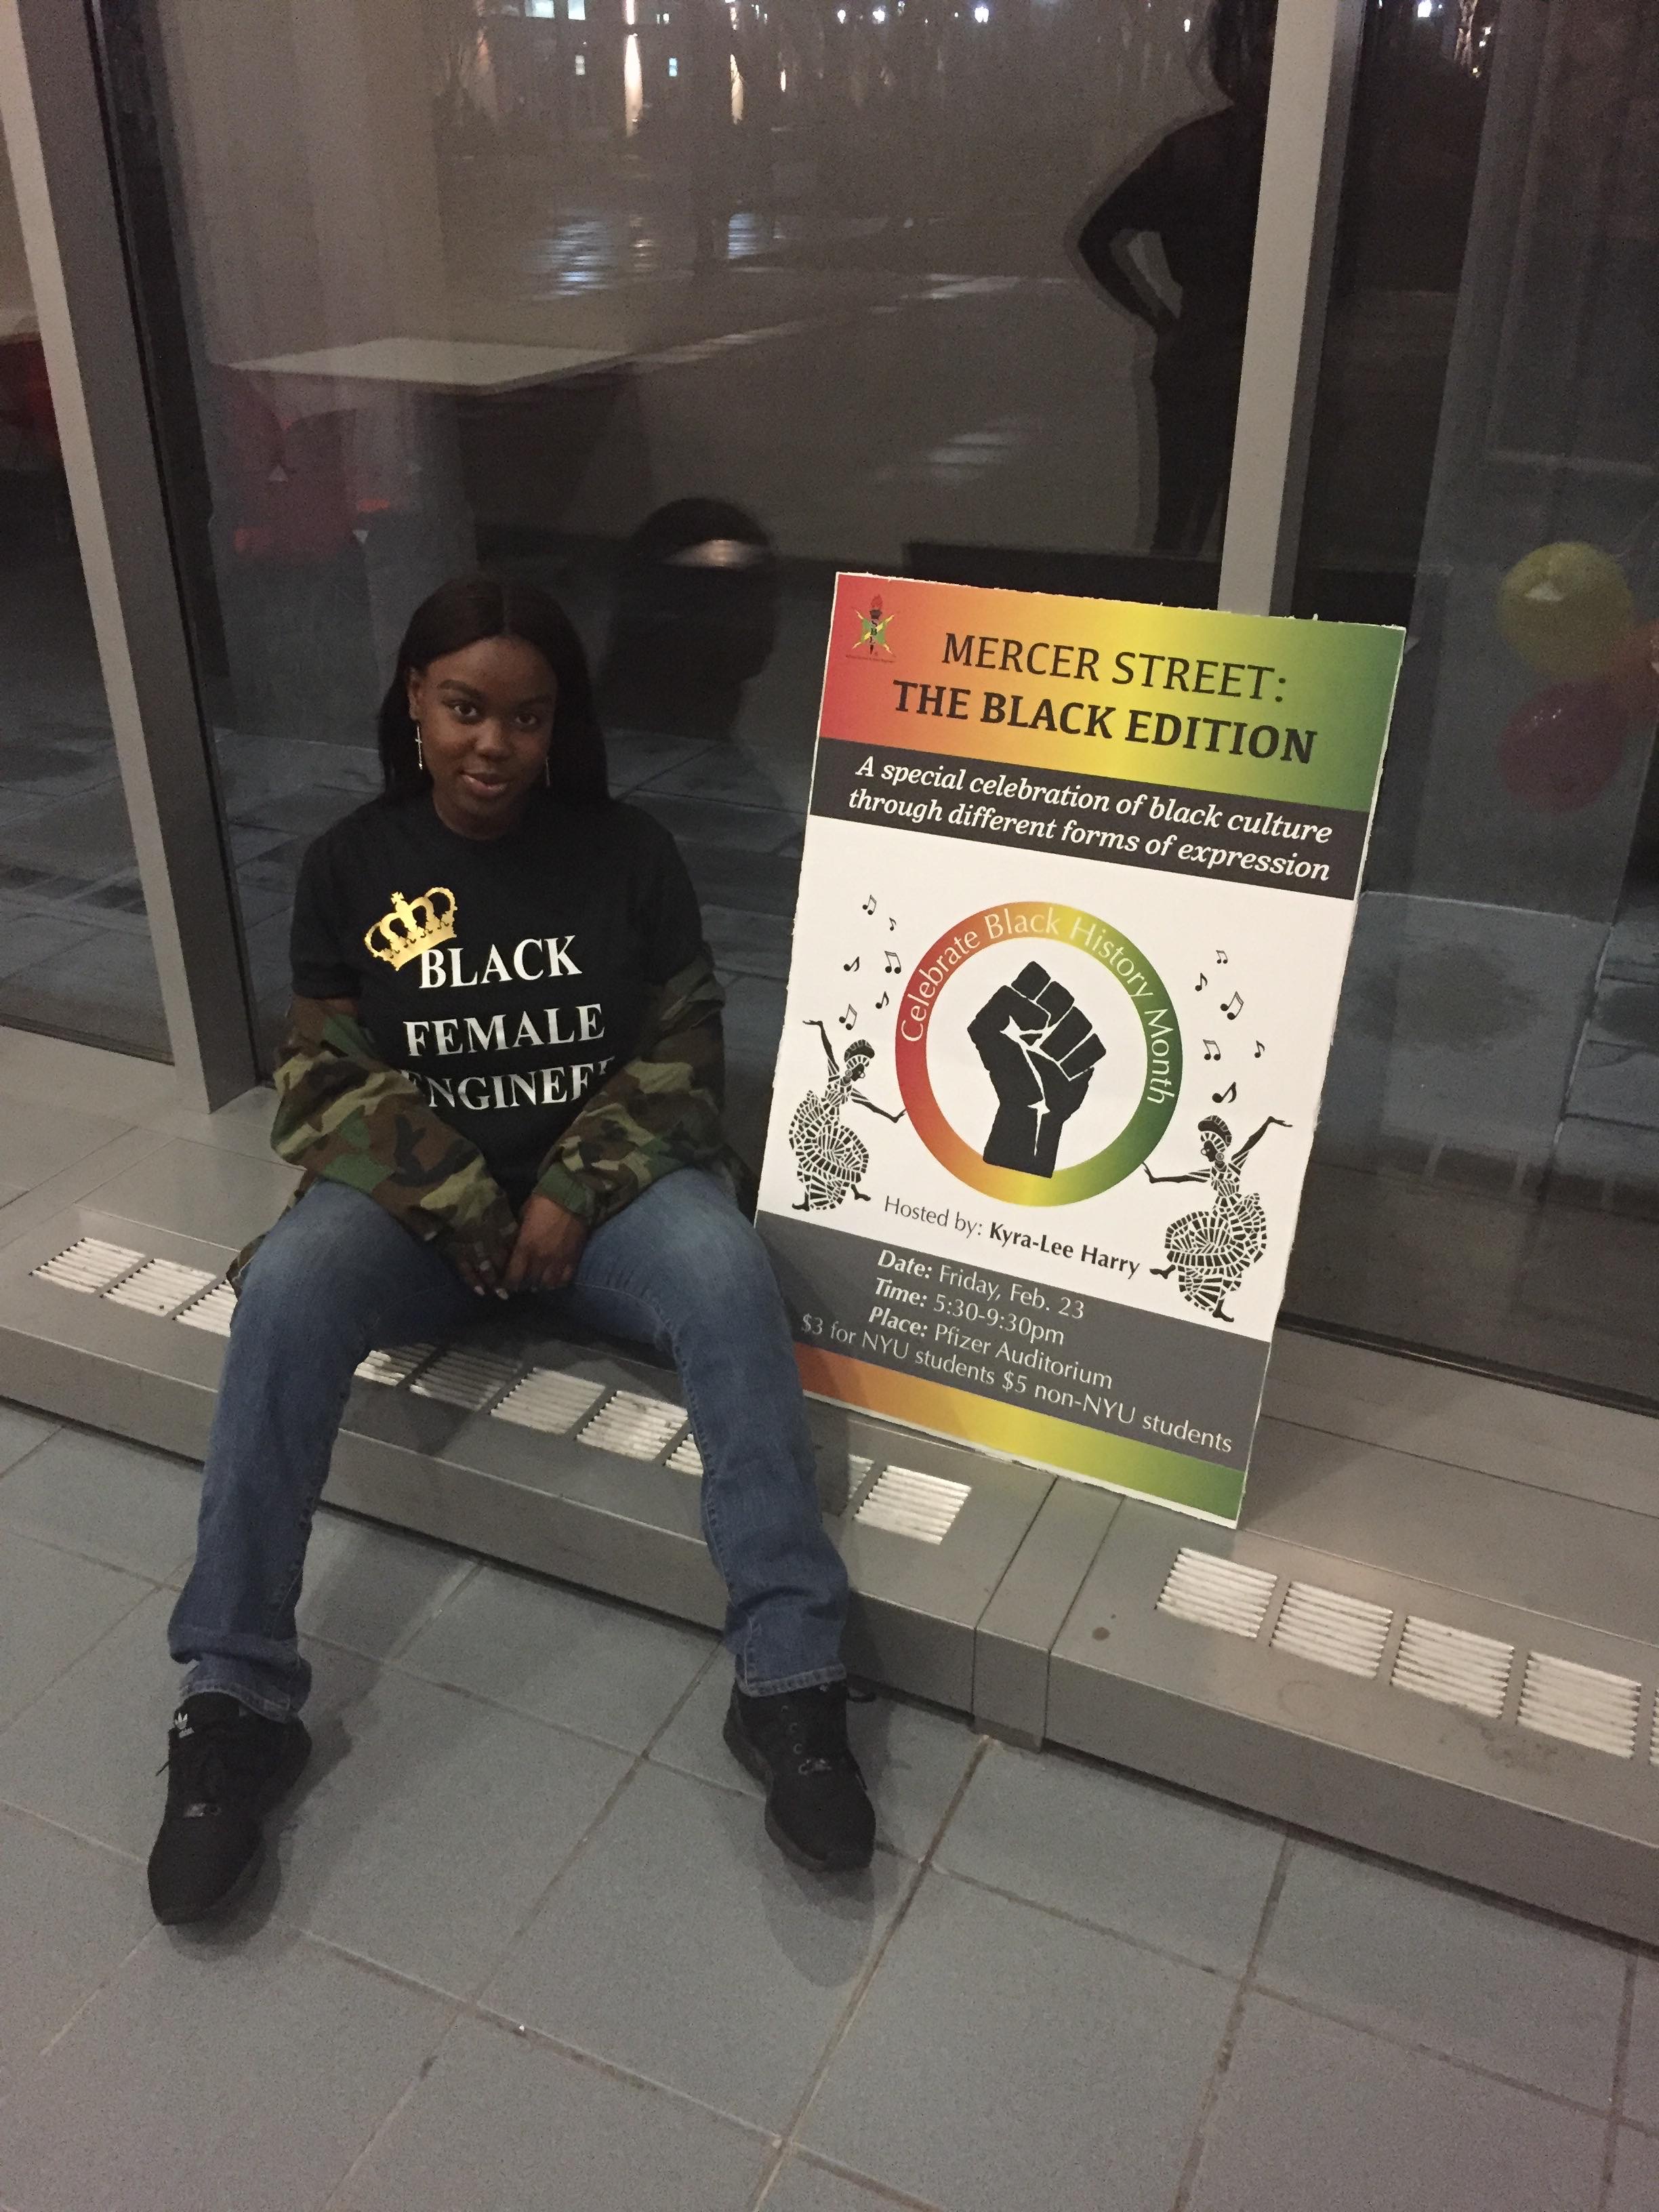 BLACK
FEMALE
ENGINEE
MERCER STREET:
THE BLACK EDITION
A special celebration of black culture
through different forms of expression
Celebrate Black History Month
Hosted by: Kyra-Lee Harry
Date: Friday, Feb. 23
Time: 5:30-9:30pm
Place: Pfizer Auditorium
$3 for NYU students $5 non-NYU students
adidas